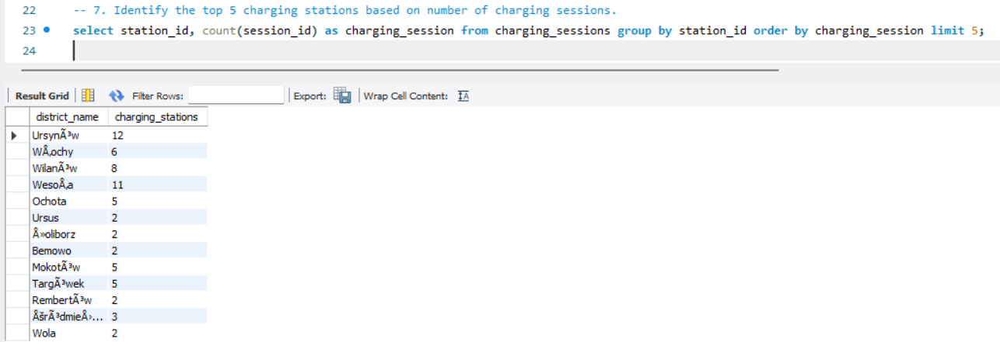 22 -- 7. Identify the top 5 charging stations based on number of charging sessions.
23 select station_id, count(session_id) as charging_session from charging_sessions group by station_id order by charging_session limit 5;
24
Result Grid Filter Rows: Export: Wrap Cell Content:
district_name charging_stations
UrsynÃ³w 12
WÅ‚ochy 6
WilanÃ³w 8
WesoÅ‚a 11
Ochota 5
Ursus 2
Å»oliborz 2
Bemowo 2
MokotÃ³w 5
TargÃ³wek 5
RembertÃ³w 2
ÅšrÃ³dmieÅ›... 3
Wola 2